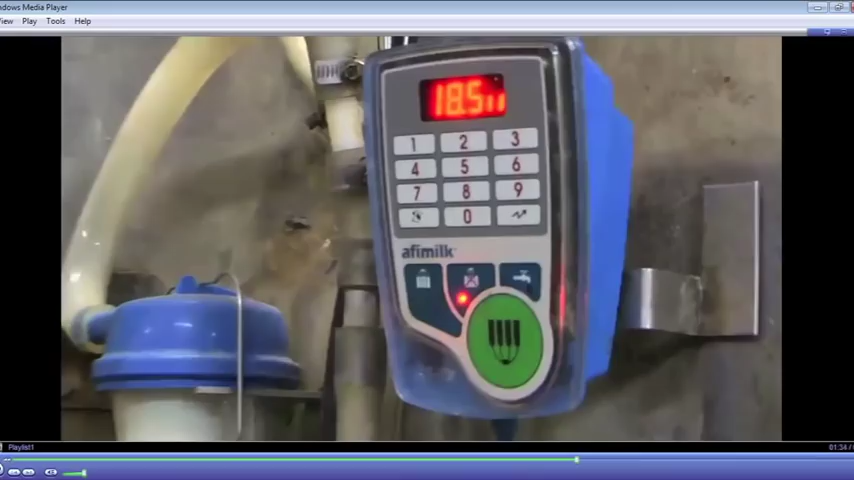 ndows Media Player
View Play Tools Help
18.5
1 2 3
4 5 6
7 8 9
0
afimilk
Playlist1
01:34 /